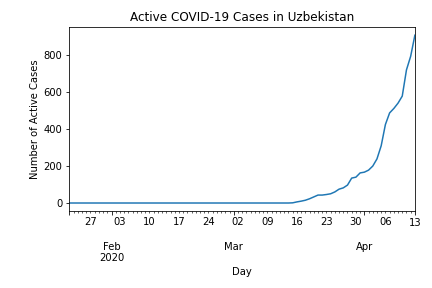 Active COVID-19 Cases in Uzbekistan
Number of Active Cases
800
600
400
200
0
27 03 10 17 24 02 09 16 23 30 06 13
Feb Mar Apr
2020
Day